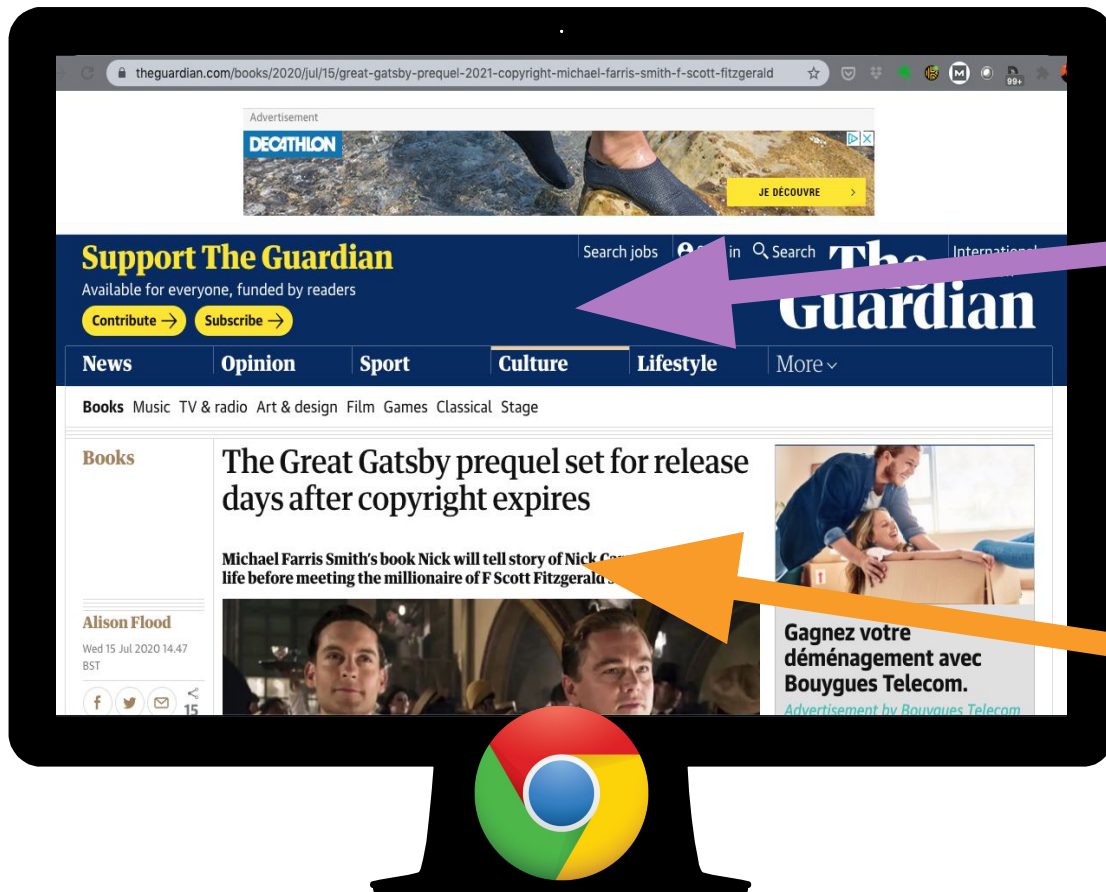 theguardian.com/books/2020/jul/15/great-gatsby-prequel-2021-copyright-michael-farris-smith-f-scott-fitzgerald
99+
Advertisement
DECATHLON
JE DÉCOUVRE >
Support The Guardian
Available for everyone, funded by readers
Contribute →
Subscribe →
Search jobs
in
Search
International
The
Guardian
News
Opinion
Sport
Culture
Lifestyle
More
Books Music TV & radio Art & design Film Games Classical Stage
Books
The Great Gatsby prequel set for release
days after copyright expires
Michael Farris Smith's book Nick will tell story of Nick
life before meeting the millionaire of F Scott Fitzgerald's
Alison Flood
Wed 15 Jul 2020 14.47
BST
15
Gagnez votre
déménagement avec
Bouygues Telecom.
Advertisement by Bouygues Telecom